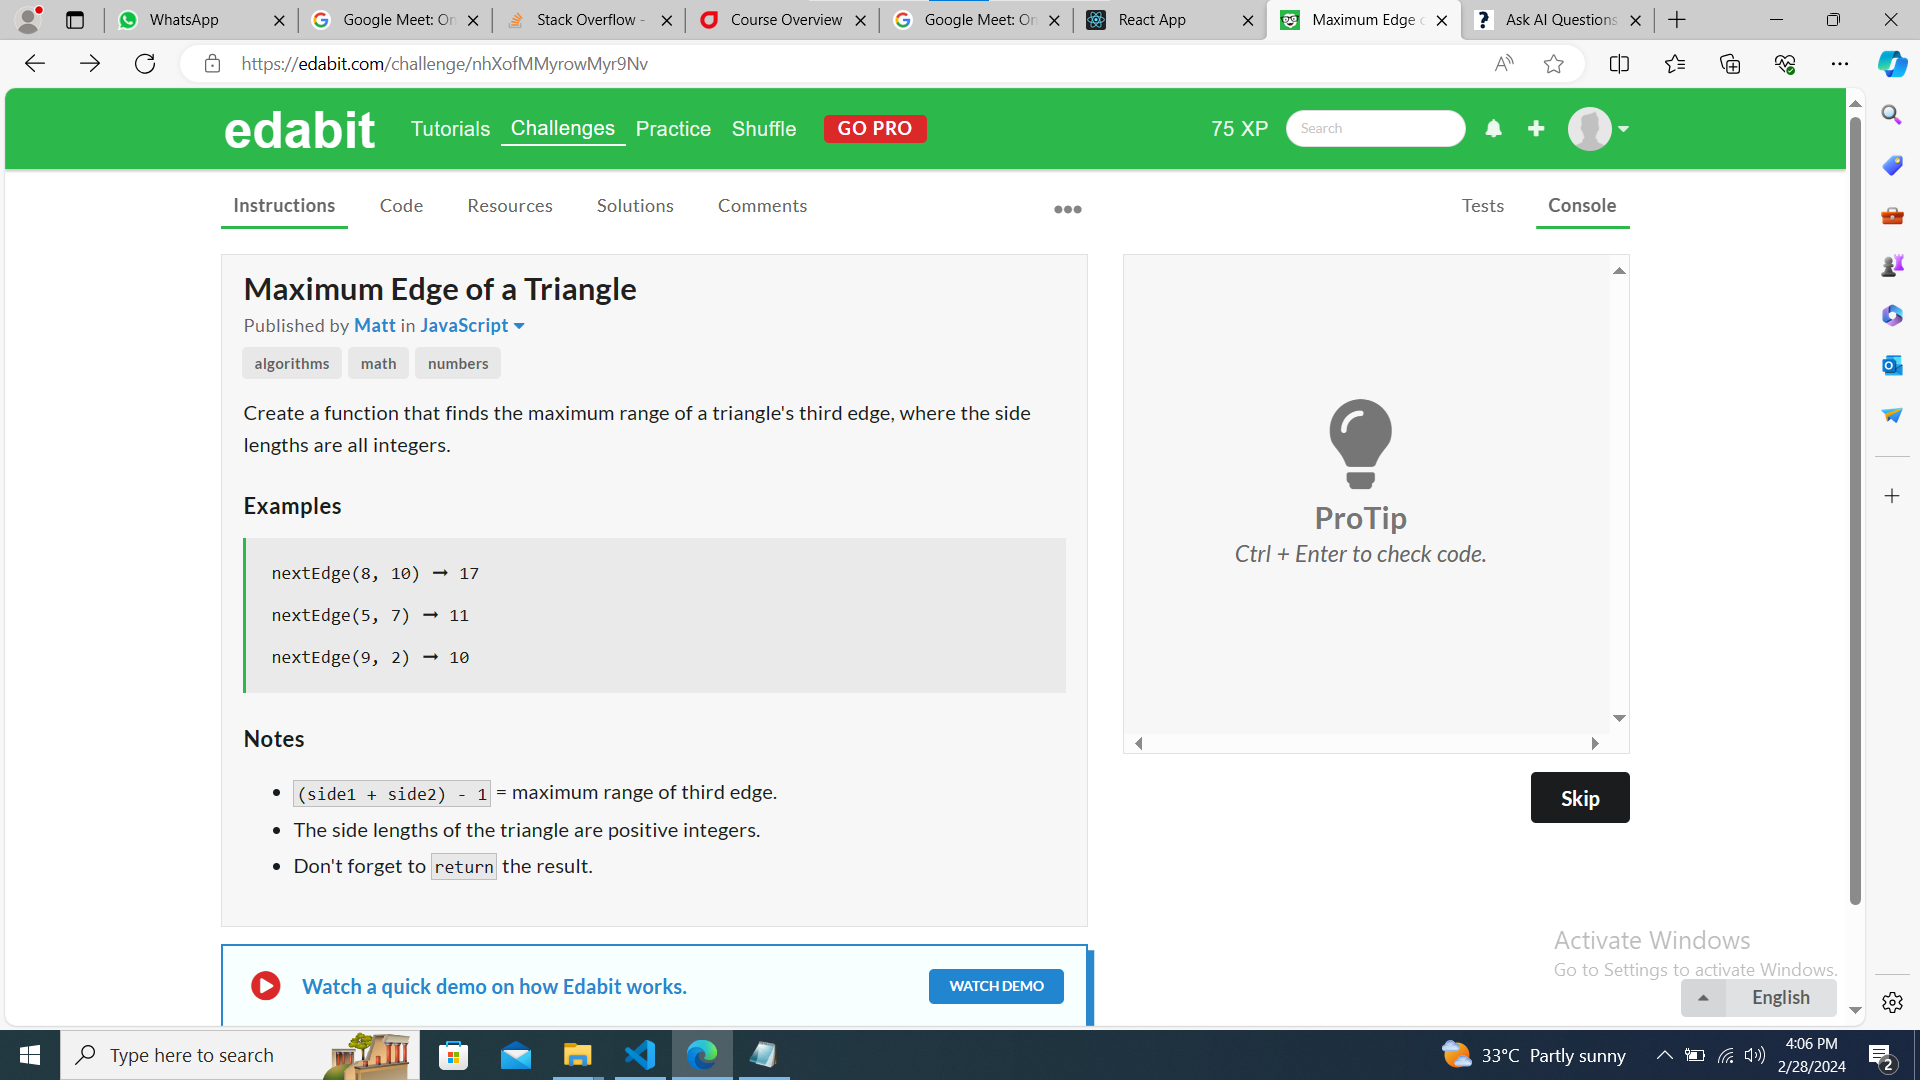 WhatsApp
Google Meet: On
Stack Overflow -
Course Overview
Google Meet: On
React App
Maximum Edge o
Ask AI Questions
https://edabit.com/challenge/nhXofMMyrowMyr9Nv
edabit
Tutorials
Challenges
Practice
Shuffle
GO PRO
75 XP
Search
Instructions
Code
Resources
Solutions
Comments
Tests
Console
Maximum Edge of a Triangle
Published by Matt in JavaScript
algorithms
math
numbers
Create a function that finds the maximum range of a triangle's third edge, where the side
lengths are all integers.
Examples
nextEdge(8, 10) ➞ 17
nextEdge(5, 7) ➞ 11
nextEdge(9, 2) ➞ 10
Notes
• (side1 + side2) - 1 = maximum range of third edge.
• The side lengths of the triangle are positive integers.
• Don't forget to return the result.
ProTip
Ctrl + Enter to check code.
Skip
Watch a quick demo on how Edabit works.
WATCH DEMO
Activate Windows
Go to Settings to activate Windows.
English
Type here to search
33°C Partly sunny
4:06 PM
2/28/2024
2